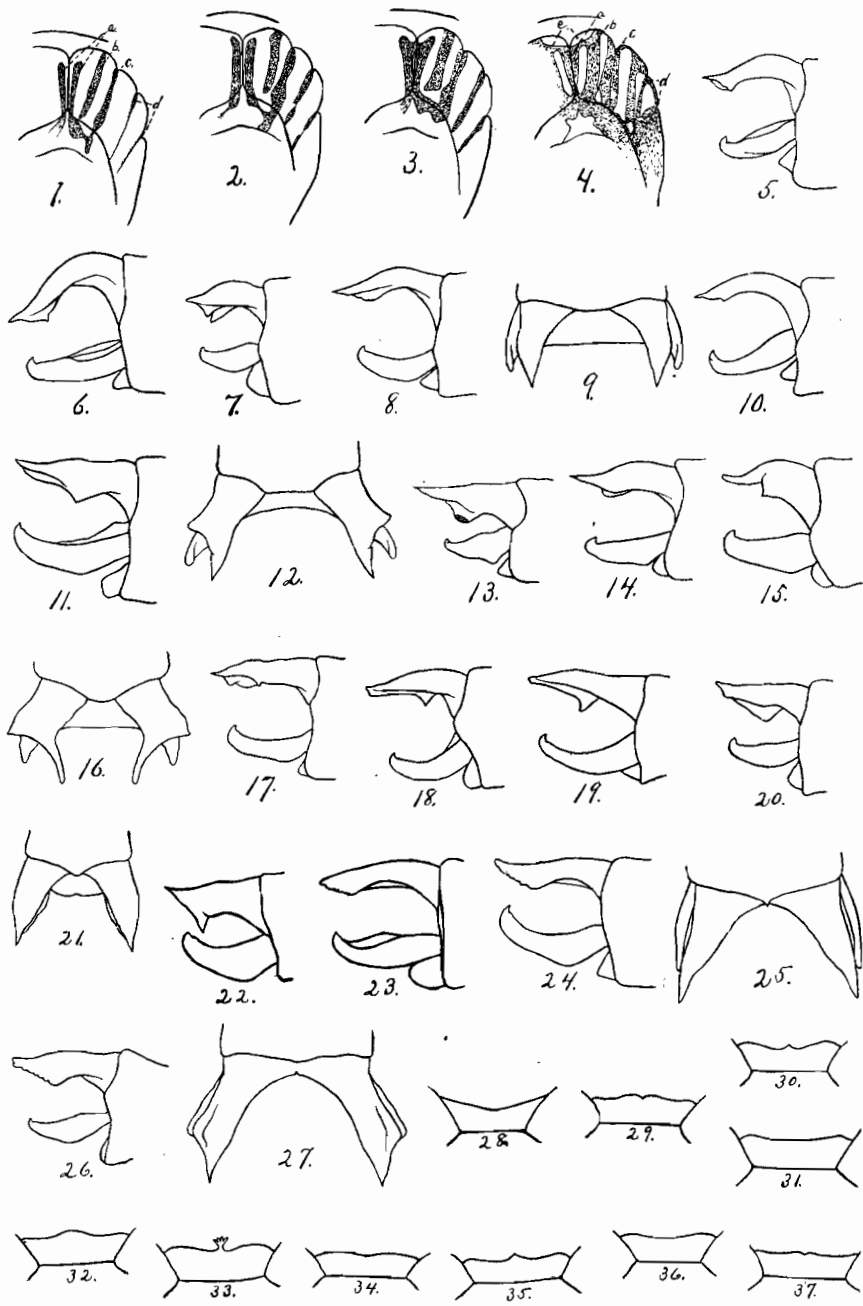 a. b. c. d
a b c d e
1. 2. 3. 4. 5.
6. 7. 8. 9. 10.
11. 12. 13. 14. 15.
16. 17. 18. 19. 20.
21. 22. 23. 24. 25.
26. 27. 28 29. 30.
31.
32. 33. 34. 35. 36. 37.